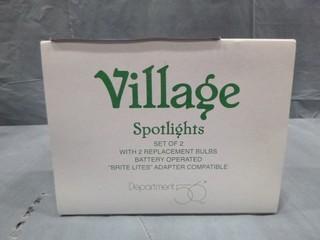 Village
Spotlights
SET OF 2
WITH 2 REPLACEMENT BULBS
BATTERY OPERATED
"BRITE LITES" ADAPTER COMPATIBLE
Department 56